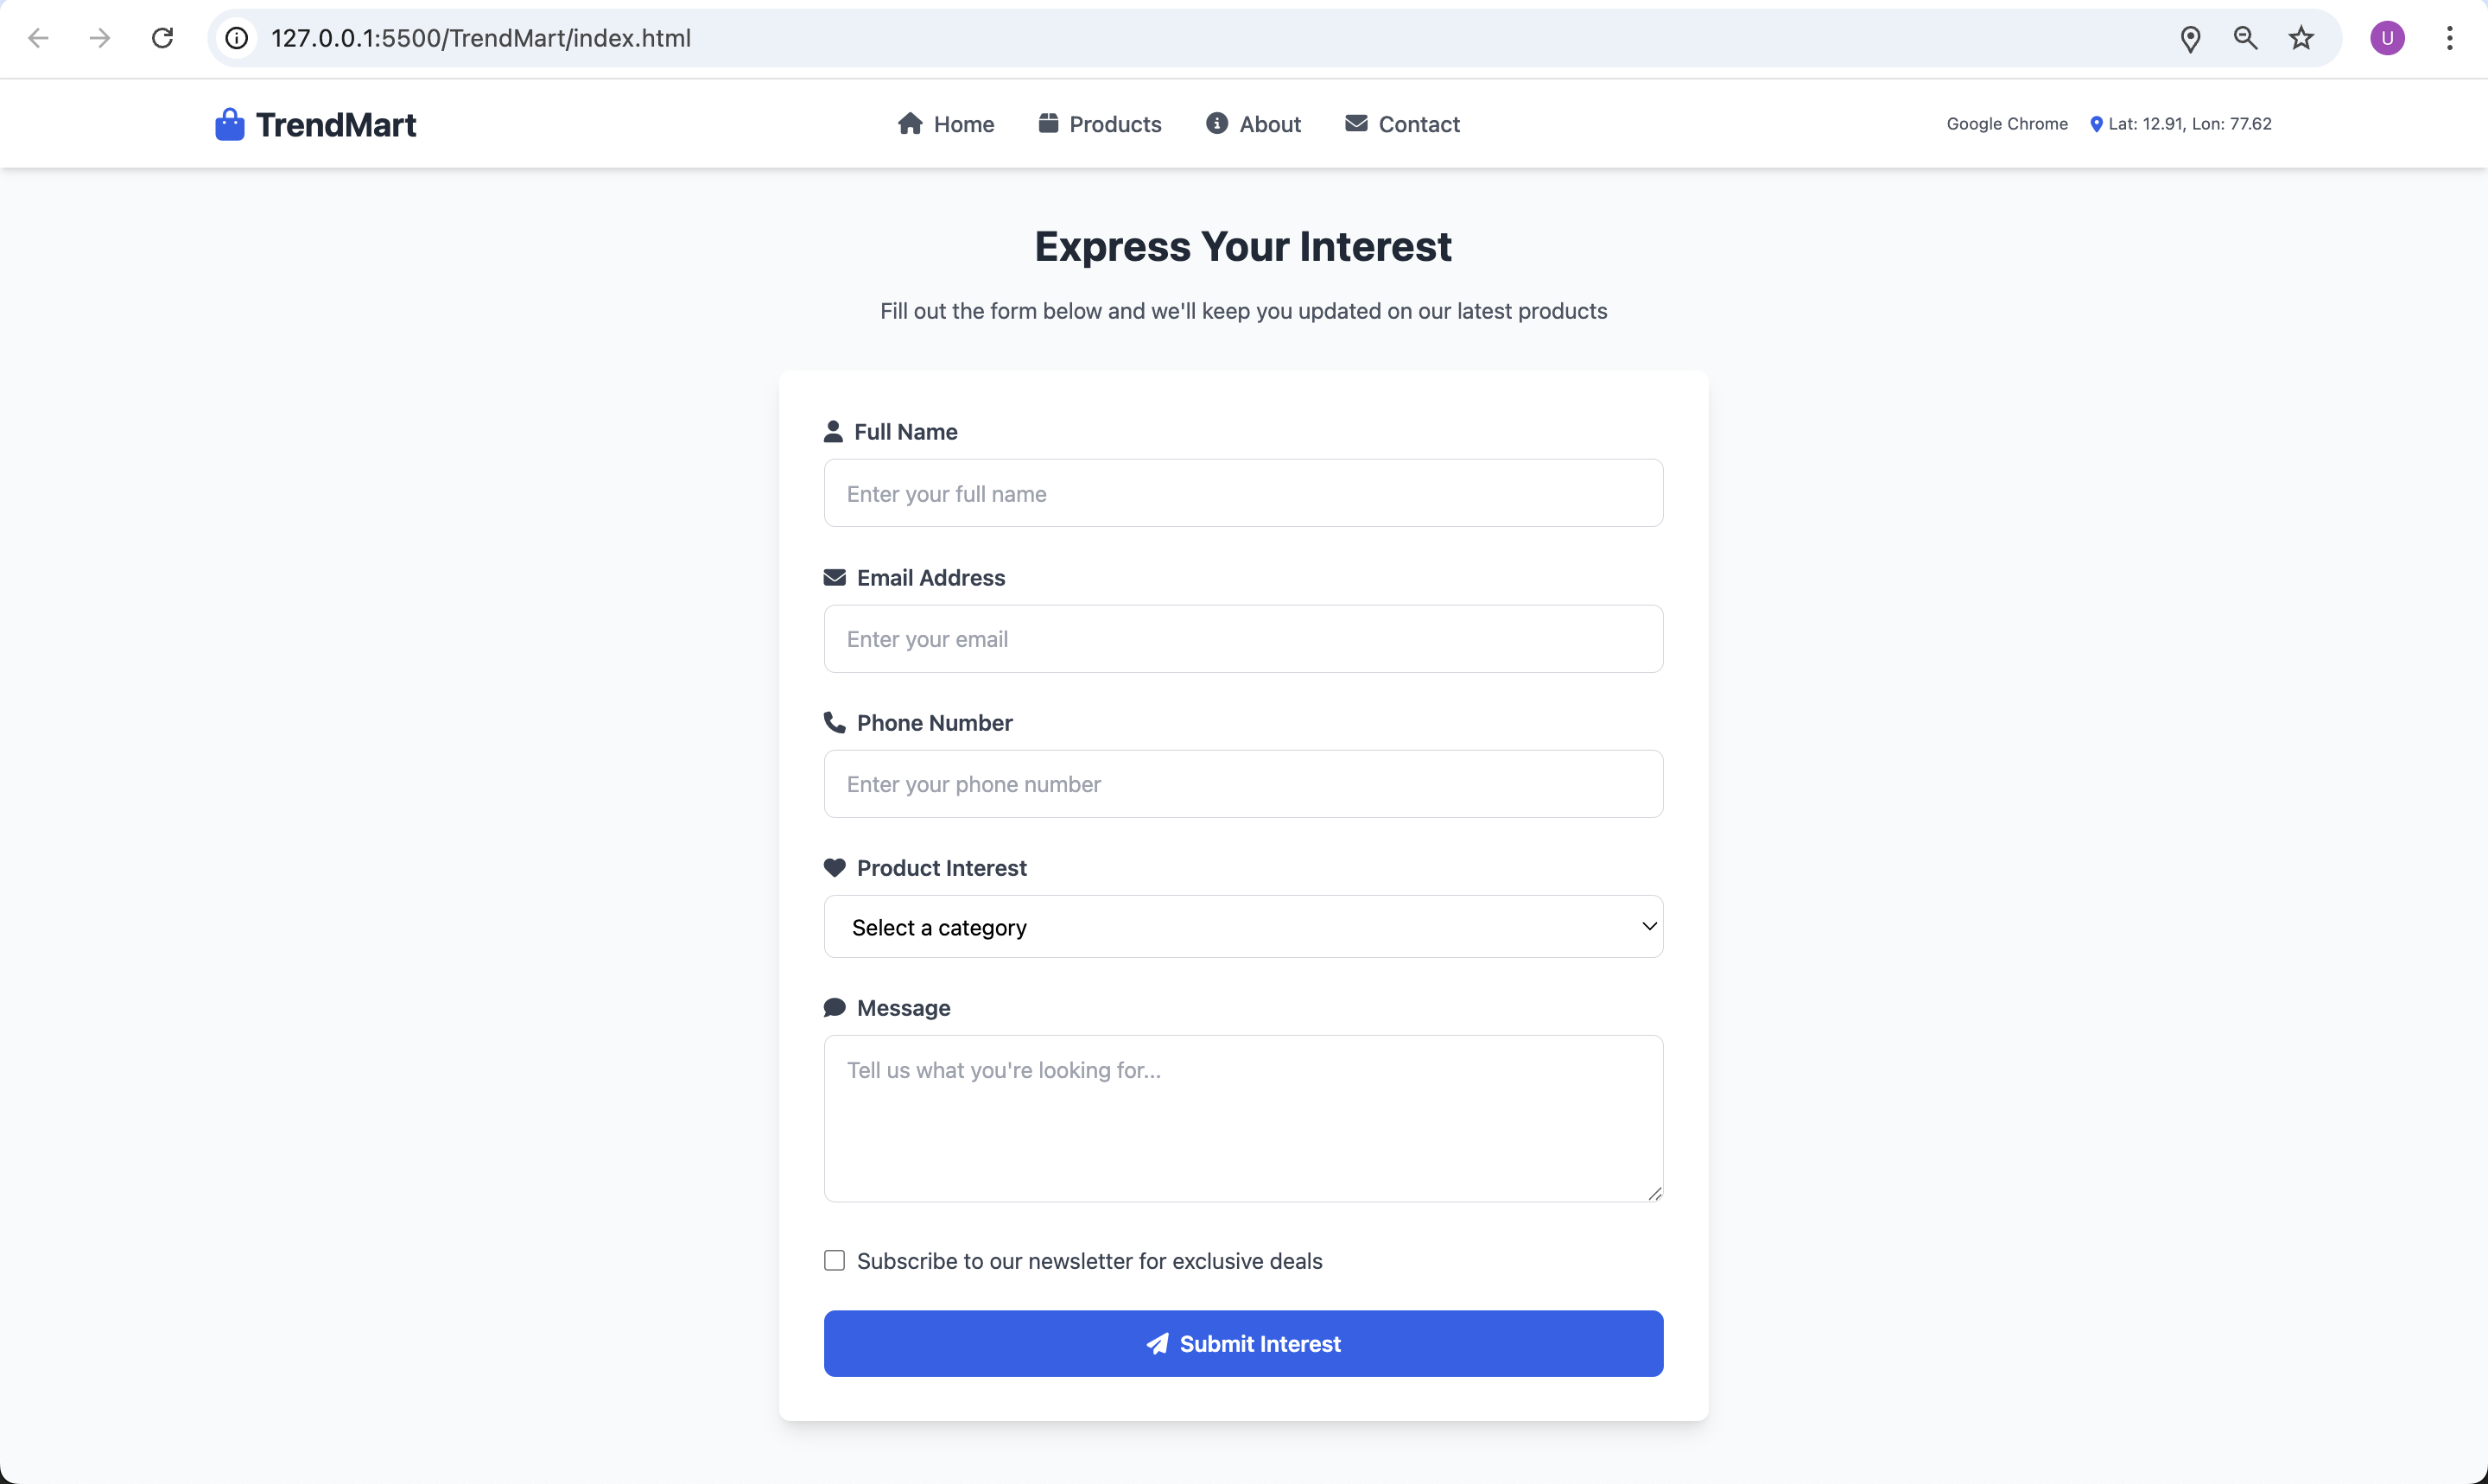 127.0.0.1:5500/TrendMart/index.html
U
TrendMart
Home
Products
About
Contact
Google Chrome
Lat: 12.91, Lon: 77.62
Express Your Interest
Fill out the form below and we'll keep you updated on our latest products
Full Name
Enter your full name
Email Address
Enter your email
Phone Number
Enter your phone number
Product Interest
Select a category
Message
Tell us what you're looking for...
Subscribe to our newsletter for exclusive deals
Submit Interest